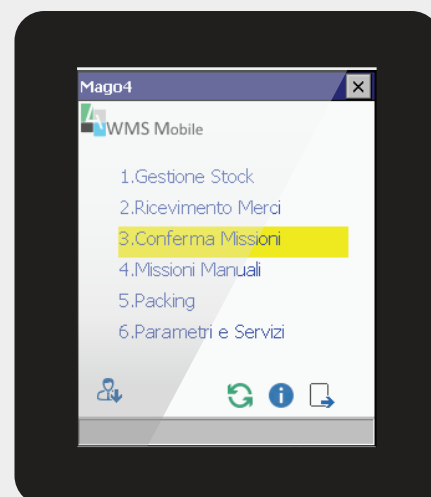 Mago4
WMS Mobile
1.Gestione Stock
2.Ricevimento Merci
3.Conferma Missioni
4.Missioni Manuali
5.Packing
6.Parametri e Servizi